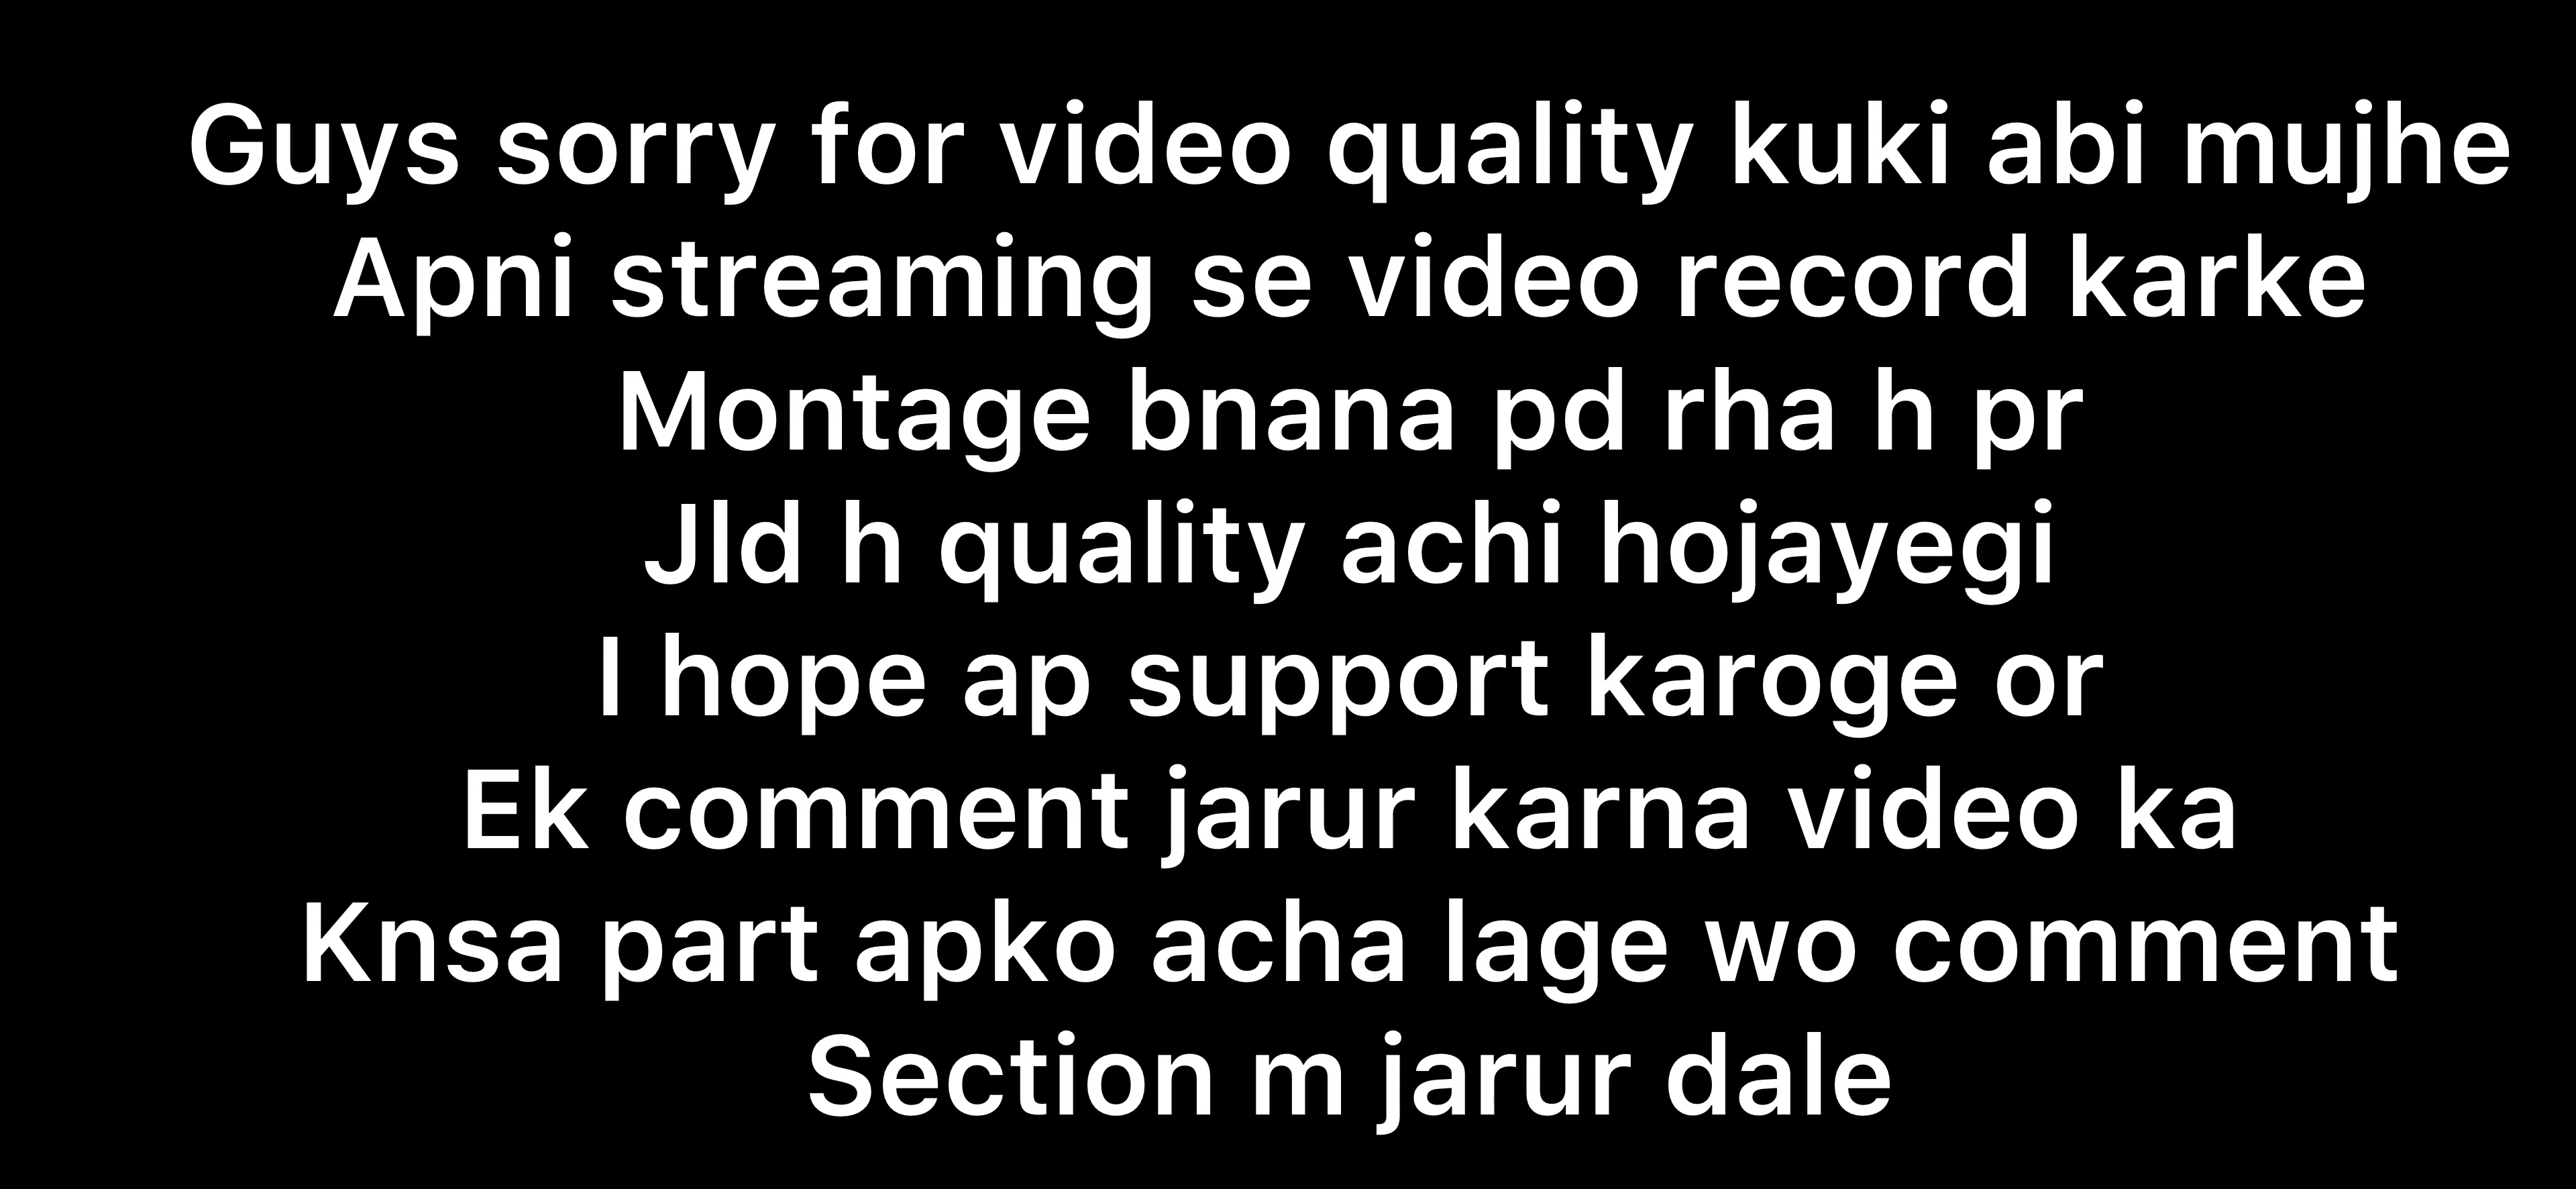 Guys sorry for video quality kuki abi mujhe
Apni streaming se video record karke
Montage bnana pd rha h pr
Jld h quality achi hojayegi
I hope ap support karoge or
Ek comment jarur karna video ka
Knsa part apko acha lage wo comment
Section m jarur dale